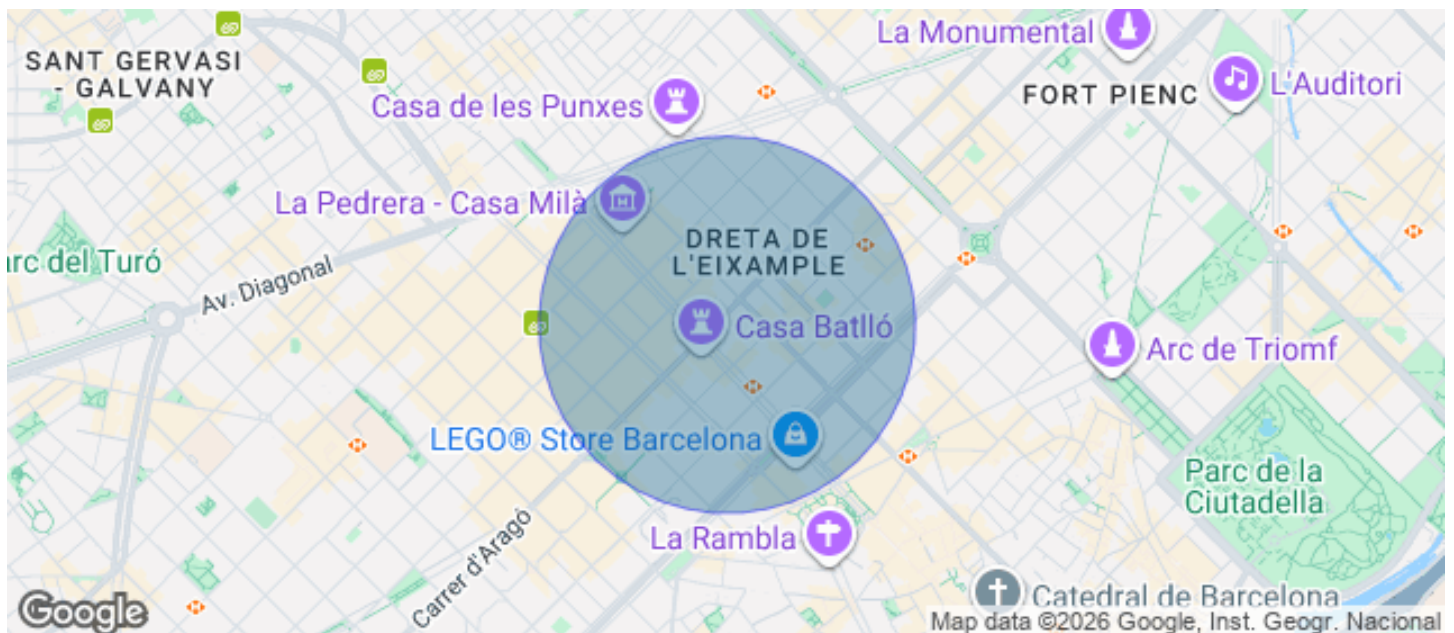 La Monumental
SANT GERVASI
- GALVANY
L'Auditori
FORT PIENC
Casa de les Punxes
La Pedrera - Casa Milà
DRETA DE
L'EIXAMPLE
rc del Turó
Av. Diagonal
Casa Batlló
Arc de Triomf
LEGO® Store Barcelona
Parc de la
Ciutadella
La Rambla
Carrer d'Aragó
Catedral de Barcelona
Google
Map data ©2026 Google, Inst. Geogr. Nacional